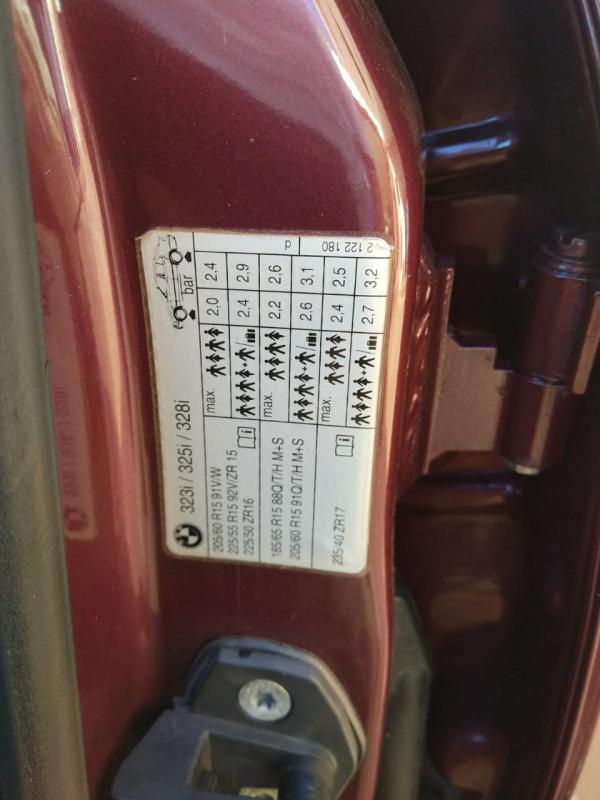 323i / 325i / 328i bar
205/60 R15 91V/W max. 2,0 2,4
225/55 R15 92V/ZR 15
225/50 ZR16 + / 2,4 2,9
185/65 R15 88Q/T/H M+S max. 2,2 2,6
205/60 R15 91Q/T/H M+S + / 2,6 3,1
max. 2,4 2,5
235/40 ZR17 + / 2,7 3,2
d
2 122 180